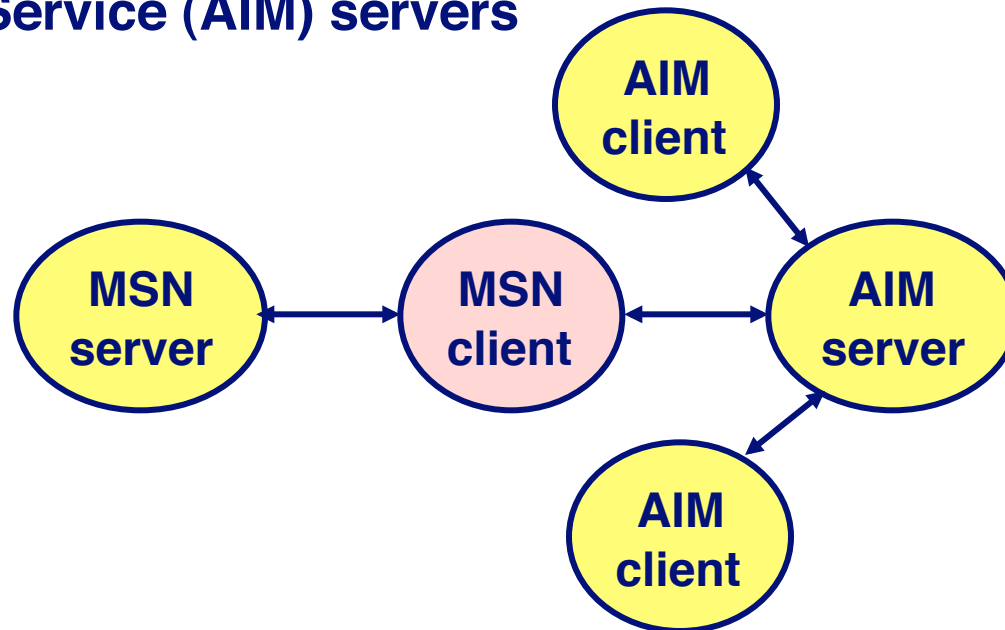 Service (AIM) servers
AIM
client
MSN
server
MSN
client
AIM
server
AIM
client